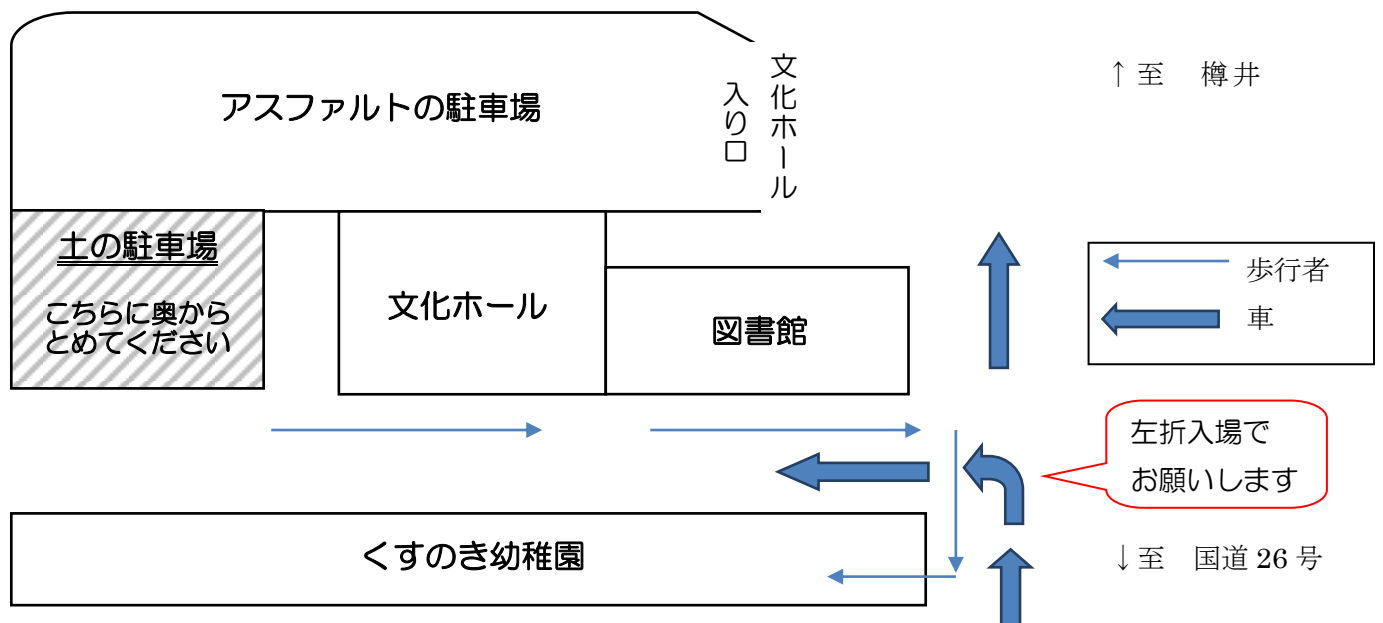 アスファルトの駐車場
文化ホール
入り口
↑至　樽井
土の駐車場
こちらに奥から
とめてください
文化ホール
図書館
歩行者
車
左折入場で
お願いします
くすのき幼稚園
↓至　国道 26 号